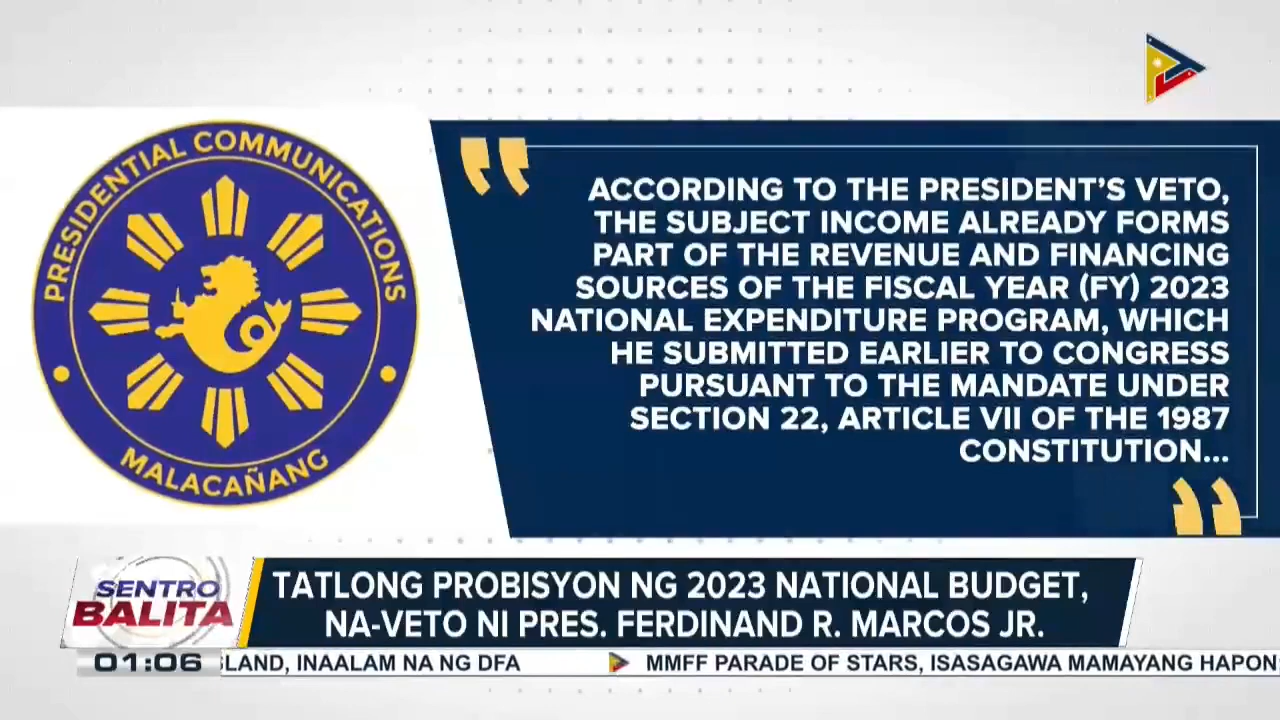 PRESIDENTIAL COMMUNICATIONS
MALACAÑANG
ACCORDING TO THE PRESIDENT’S VETO,
THE SUBJECT INCOME ALREADY FORMS
PART OF THE REVENUE AND FINANCING
SOURCES OF THE FISCAL YEAR (FY) 2023
NATIONAL EXPENDITURE PROGRAM, WHICH
HE SUBMITTED EARLIER TO CONGRESS
PURSUANT TO THE MANDATE UNDER
SECTION 22, ARTICLE VII OF THE 1987
CONSTITUTION...
SENTRO
BALITA
TATLONG PROBISYON NG 2023 NATIONAL BUDGET,
NA-VETO NI PRES. FERDINAND R. MARCOS JR.
01:06
LAND, INAALAM NA NG DFA
MMFF PARADE OF STARS, ISASAGAWA MAMAYANG HAPON